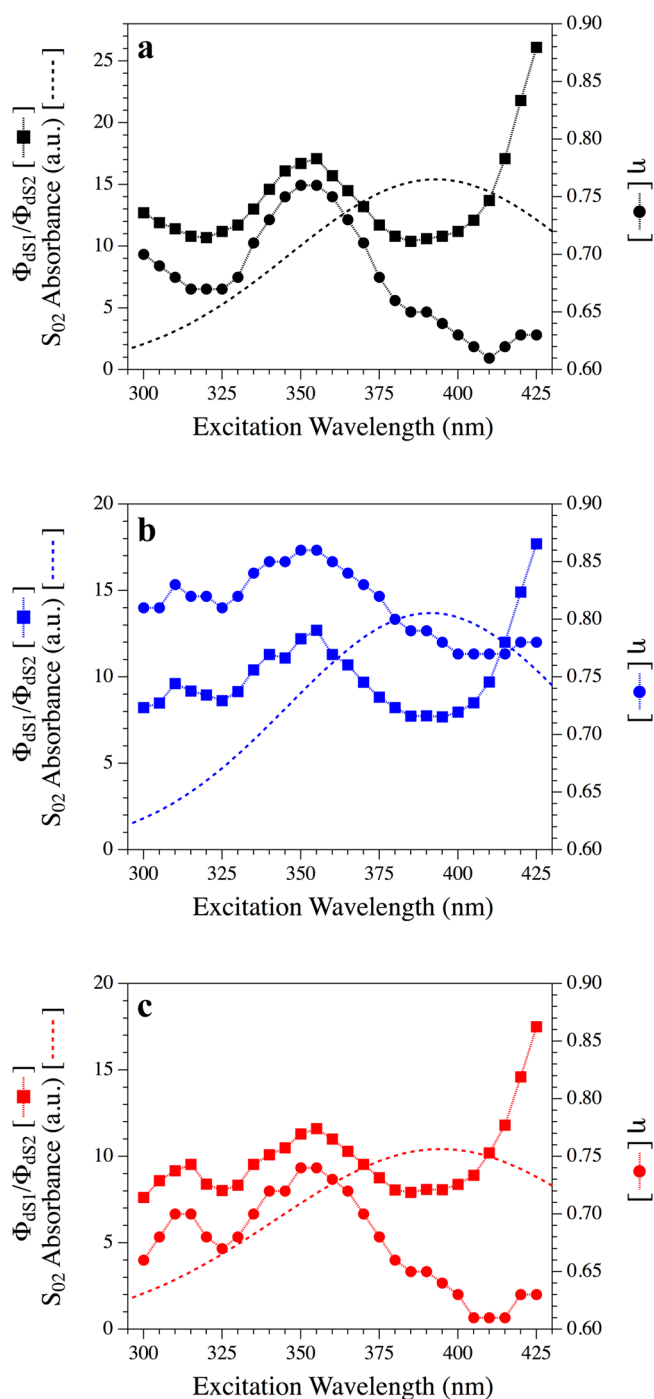 a
Φ_dS1/Φ_dS2 [ ]
S_02 Absorbance (a.u.) [ ]
25
20
15
10
5
0
0.90
0.80
0.75
0.70
0.65
0.60
η [ ]
300 325 350 375 400 425
Excitation Wavelength (nm)
b
Φ_dS1/Φ_dS2 [ ]
S_02 Absorbance (a.u.) [ ]
20
15
10
5
0
0.90
0.85
0.80
0.75
0.70
0.65
0.60
η [ ]
300 325 350 375 400 425
Excitation Wavelength (nm)
c
Φ_dS1/Φ_dS2 [ ]
S_02 Absorbance (a.u.) [ ]
20
15
10
5
0
0.90
0.85
0.80
0.75
0.70
0.65
0.60
η [ ]
300 325 350 375 400 425
Excitation Wavelength (nm)